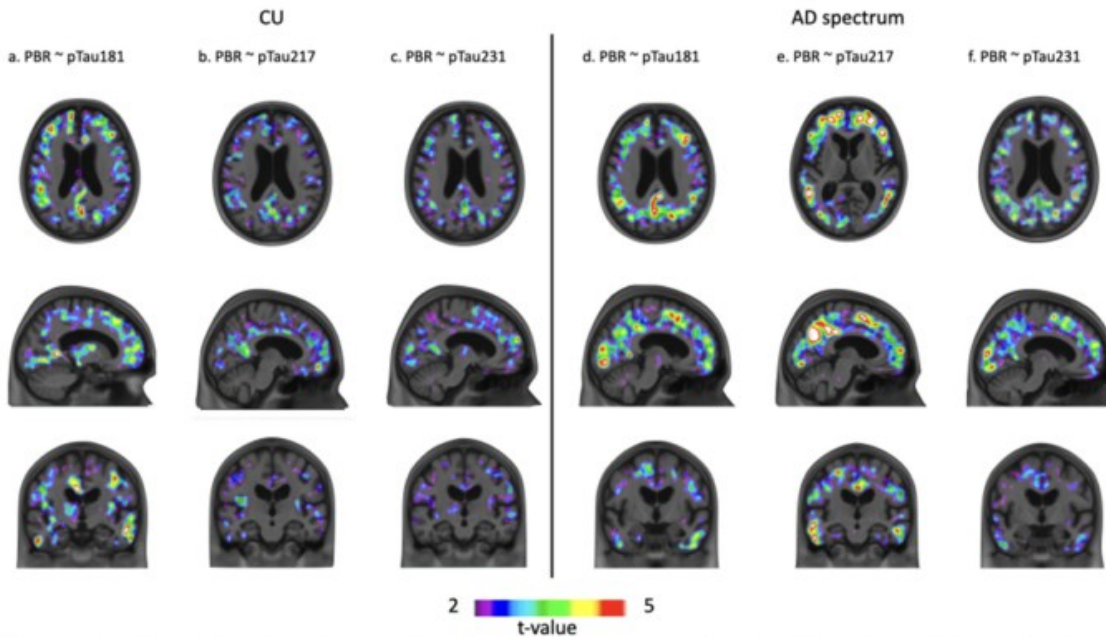 CU
AD spectrum
a. PBR ~ pTau181
b. PBR ~ pTau217
c. PBR ~ pTau231
d. PBR ~ pTau181
e. PBR ~ pTau217
f. PBR ~ pTau231
2
5
t-value